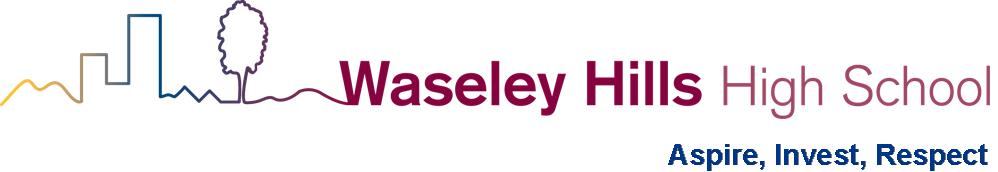 Waseley Hills High School
Aspire, Invest, Respect